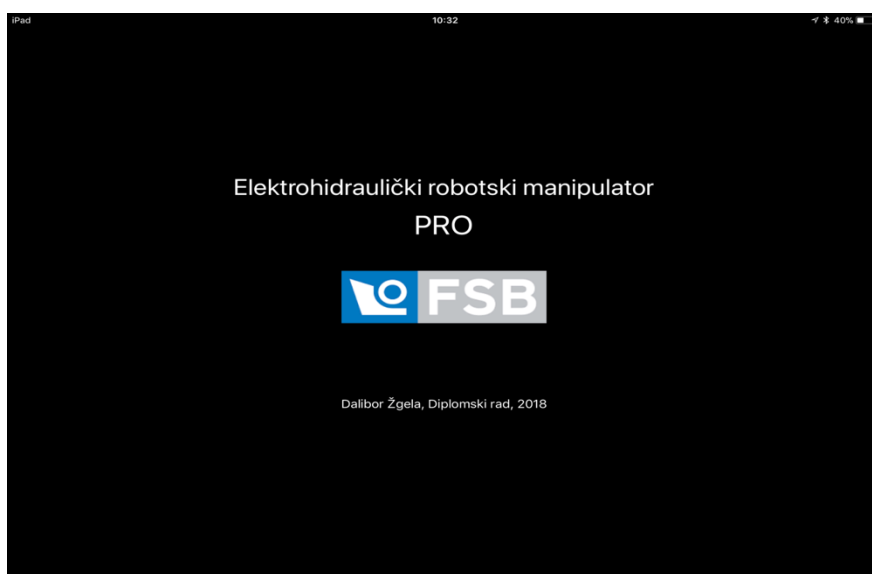 iPad 10:32 40%
Elektrohidraulički robotski manipulator
PRO
FSB
Dalibor Žgela, Diplomski rad, 2018